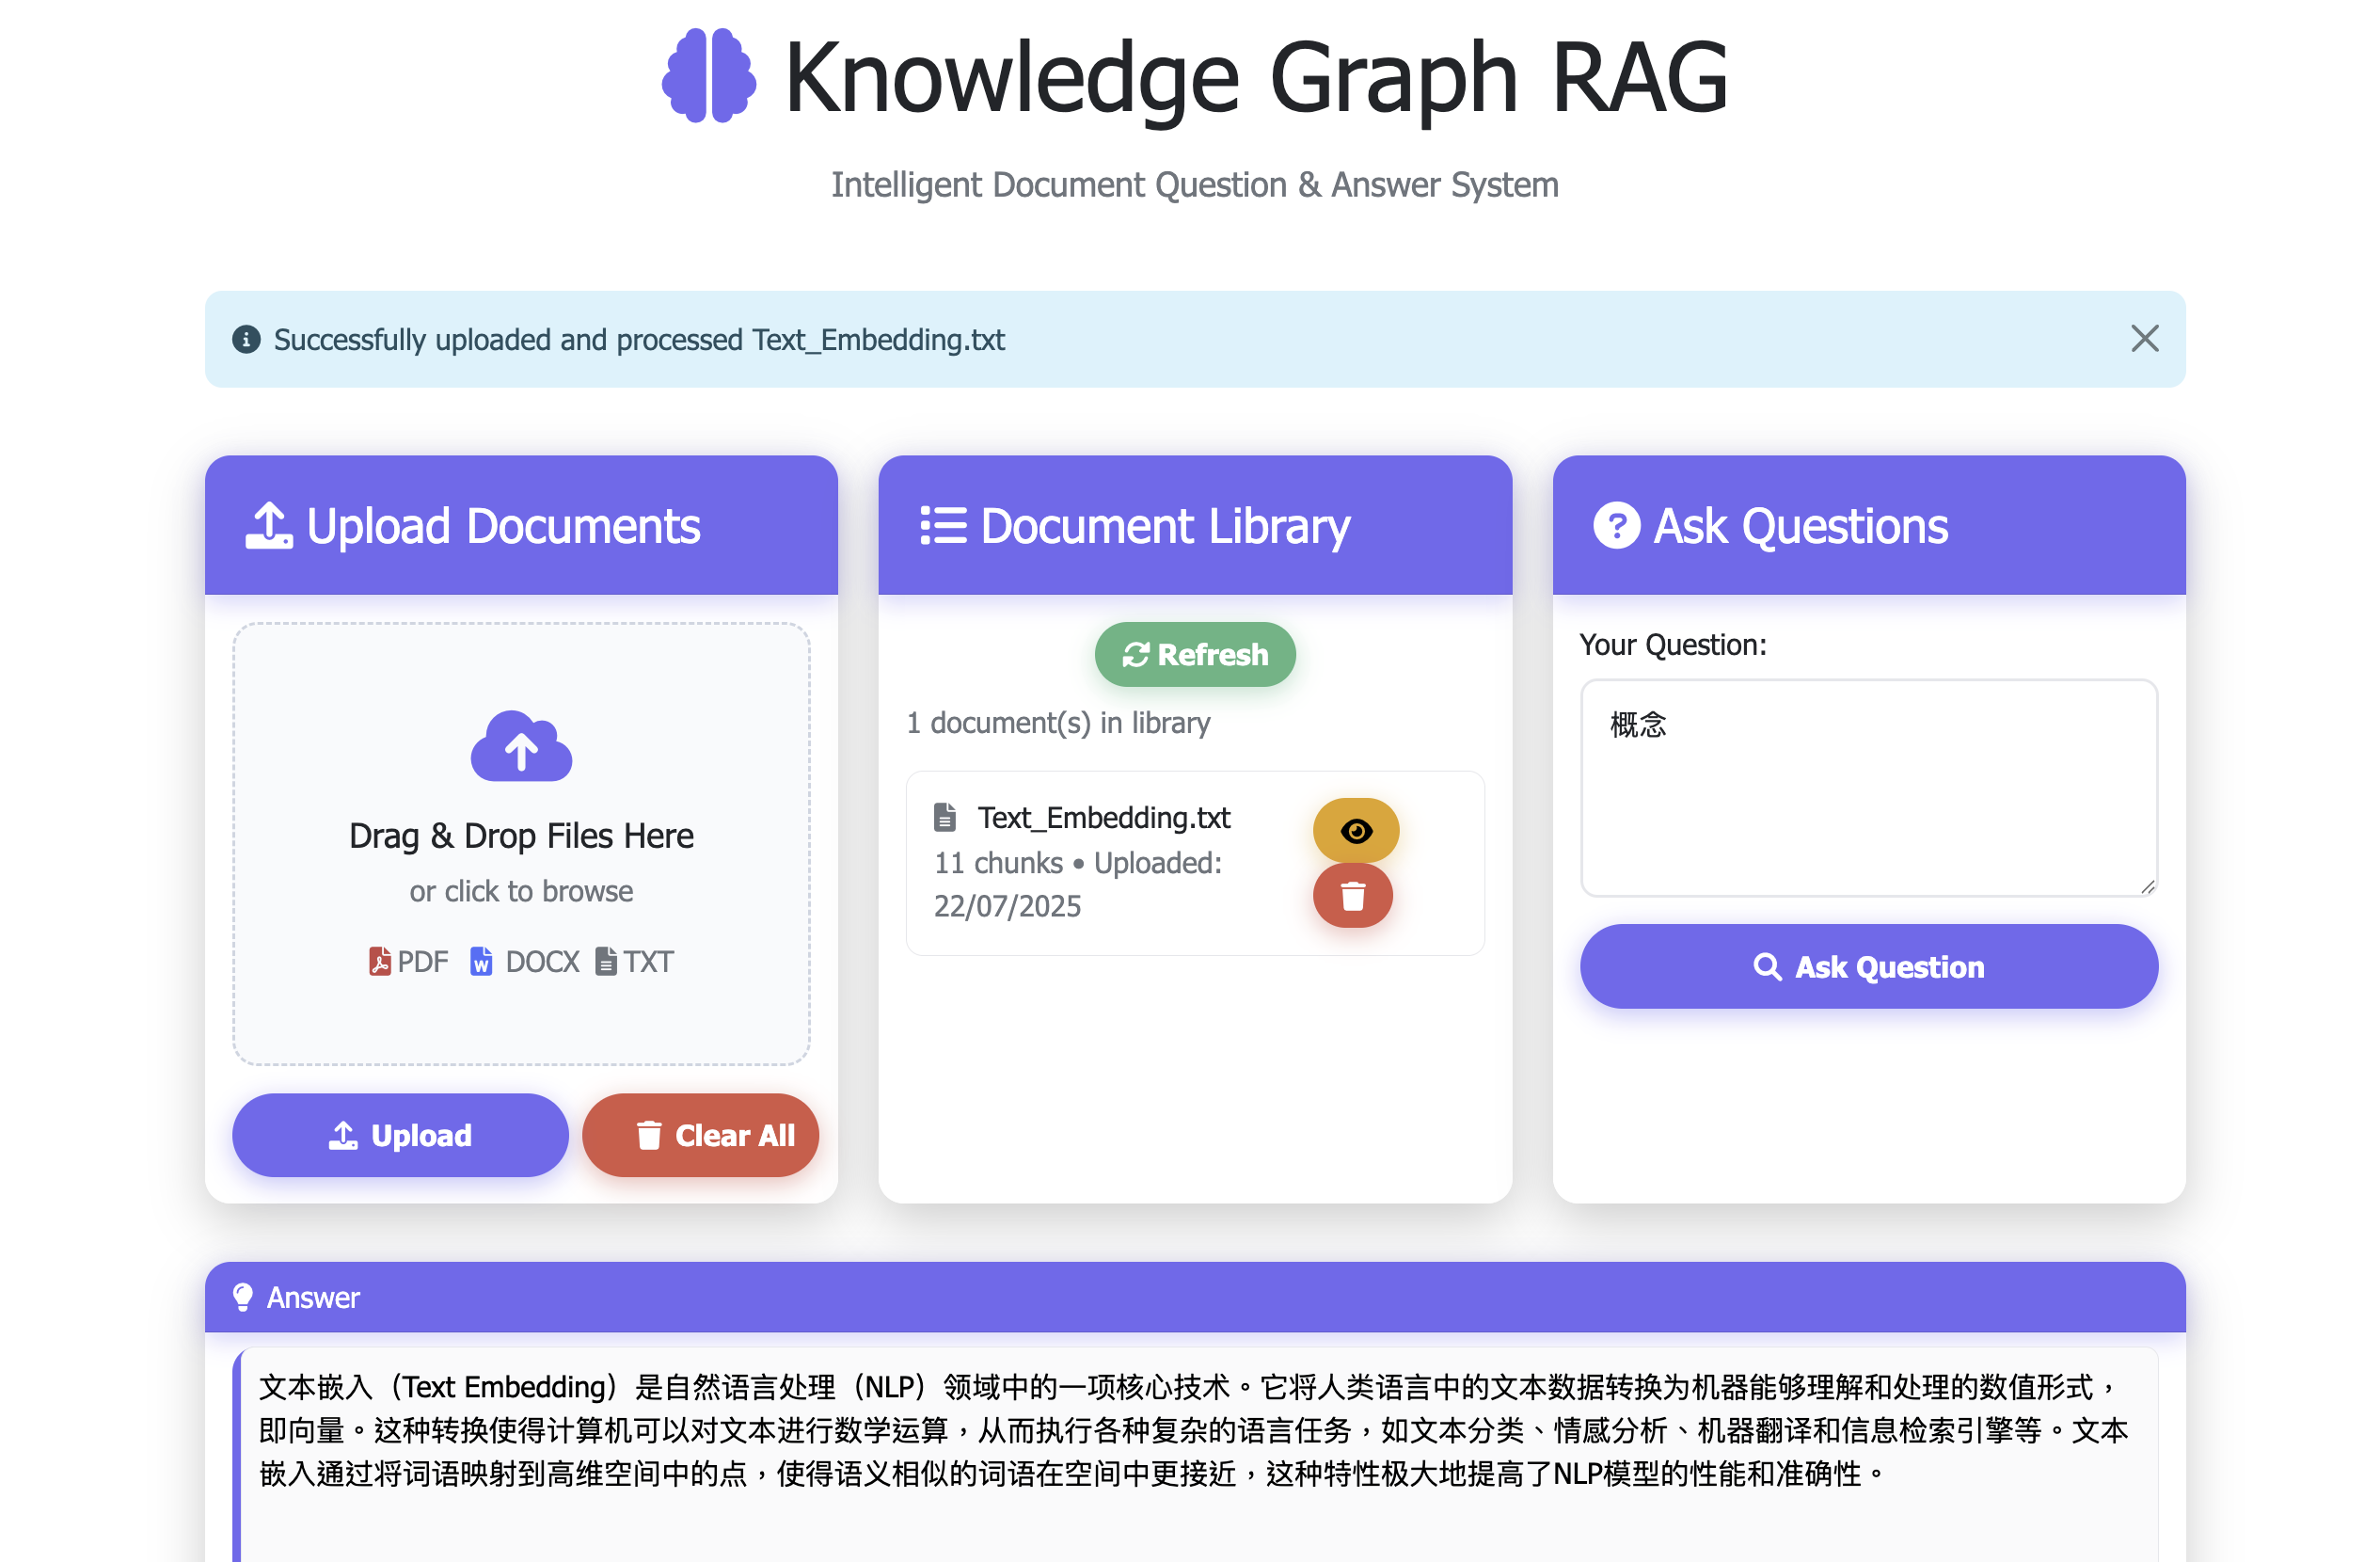 Knowledge Graph RAG
Intelligent Document Question & Answer System
Successfully uploaded and processed Text_Embedding.txt
Upload Documents
Drag & Drop Files Here
or click to browse
PDF DOCX TXT
Upload
Clear All
Document Library
Refresh
1 document(s) in library
Text_Embedding.txt
11 chunks • Uploaded:
22/07/2025
Ask Questions
Your Question:
概念
Ask Question
Answer
文本嵌入（Text Embedding）是自然语言处理（NLP）领域中的一项核心技术。它将人类语言中的文本数据转换为机器能够理解和处理的数值形式，
即向量。这种转换使得计算机可以对文本进行数学运算，从而执行各种复杂的语言任务，如文本分类、情感分析、机器翻译和信息检索引擎等。文本
嵌入通过将词语映射到高维空间中的点，使得语义相似的词语在空间中更接近，这种特性极大地提高了NLP模型的性能和准确性。